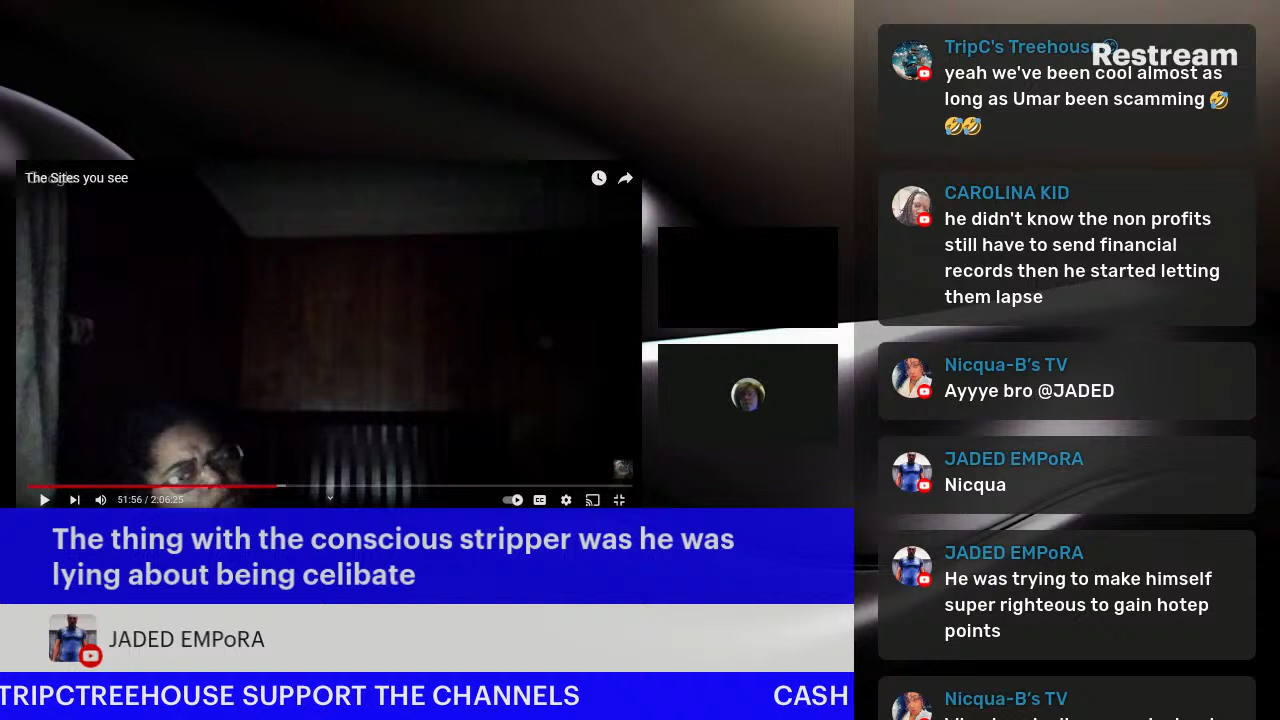 The Sites you see
51:56 / 2:06:25
CC
The thing with the conscious stripper was he was
lying about being celibate
JADED EMPoRA
TRIPCTREEHOUSE SUPPORT THE CHANNELS
CASH
Restream
TripC's Treehouse
yeah we've been cool almost as
long as Umar been scamming 🤣
🤣🤣
CAROLINA KID
he didn't know the non profits
still have to send financial
records then he started letting
them lapse
Nicqua-B’s TV
Ayyye bro @JADED
JADED EMPoRA
Nicqua
JADED EMPoRA
He was trying to make himself
super righteous to gain hotep
points
Nicqua-B’s TV